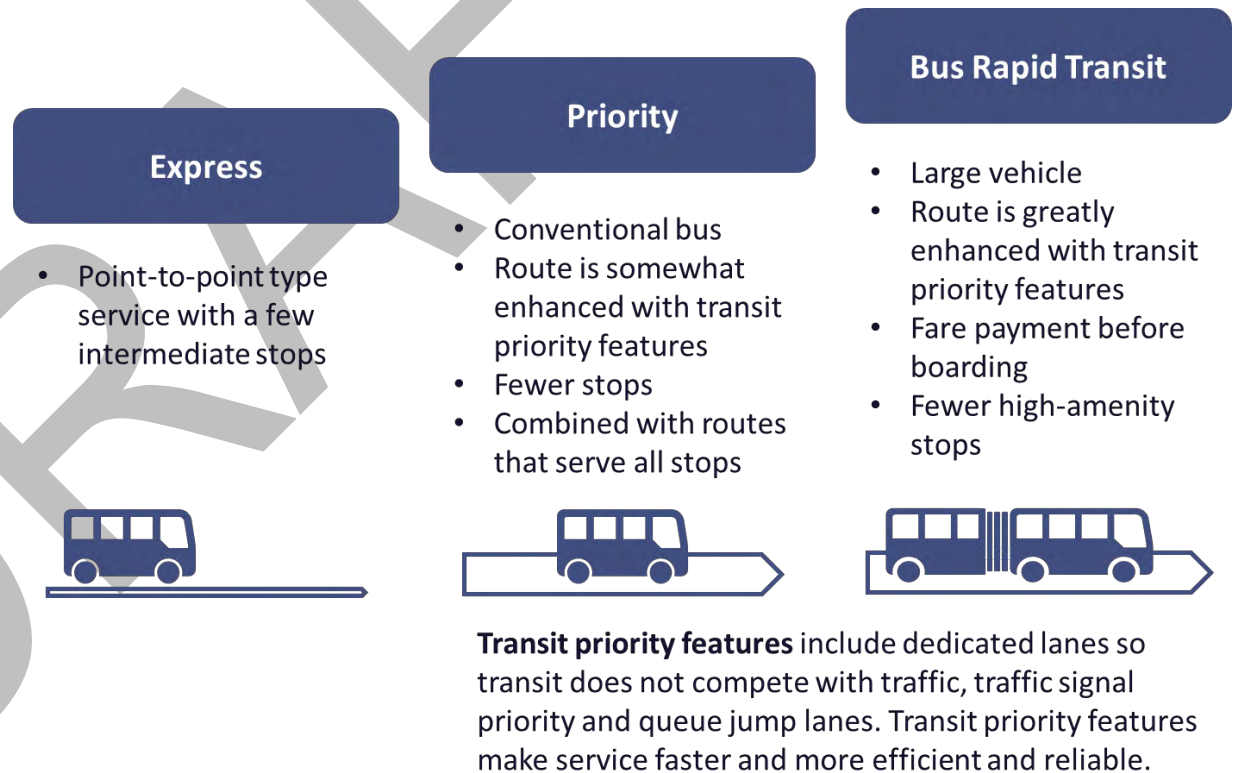 Express
• Point-to-point type
service with a few
intermediate stops
Priority
• Conventional bus
• Route is somewhat
enhanced with transit
priority features
• Fewer stops
• Combined with routes
that serve all stops
Bus Rapid Transit
• Large vehicle
• Route is greatly
enhanced with transit
priority features
• Fare payment before
boarding
• Fewer high-amenity
stops
Transit priority features include dedicated lanes so
transit does not compete with traffic, traffic signal
priority and queue jump lanes. Transit priority features
make service faster and more efficient and reliable.
DRAF